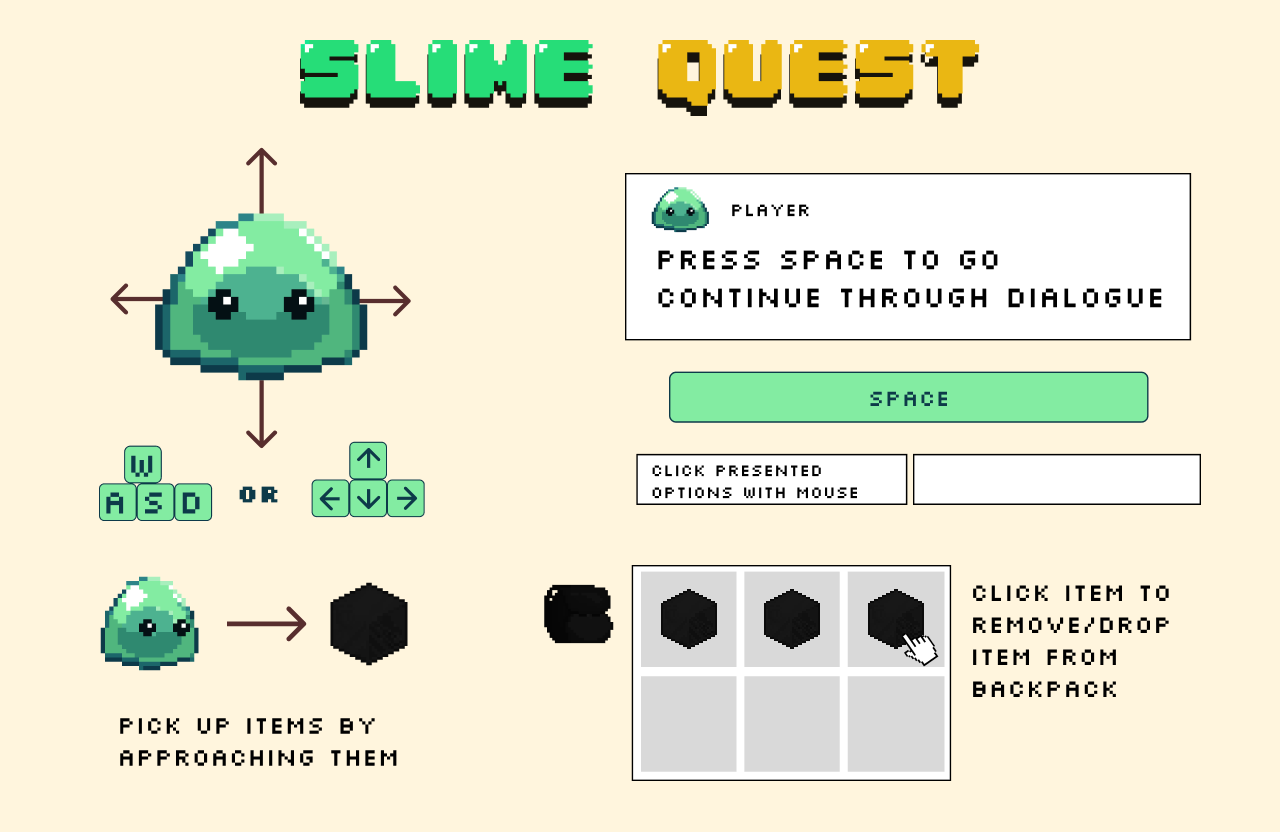 SLIME QUEST
PLAYER
PRESS SPACE TO GO
CONTINUE THROUGH DIALOGUE
SPACE
W
A S D
OR
CLICK PRESENTED
OPTIONS WITH MOUSE
CLICK ITEM TO
REMOVE/DROP
ITEM FROM
BACKPACK
PICK UP ITEMS BY
APPROACHING THEM